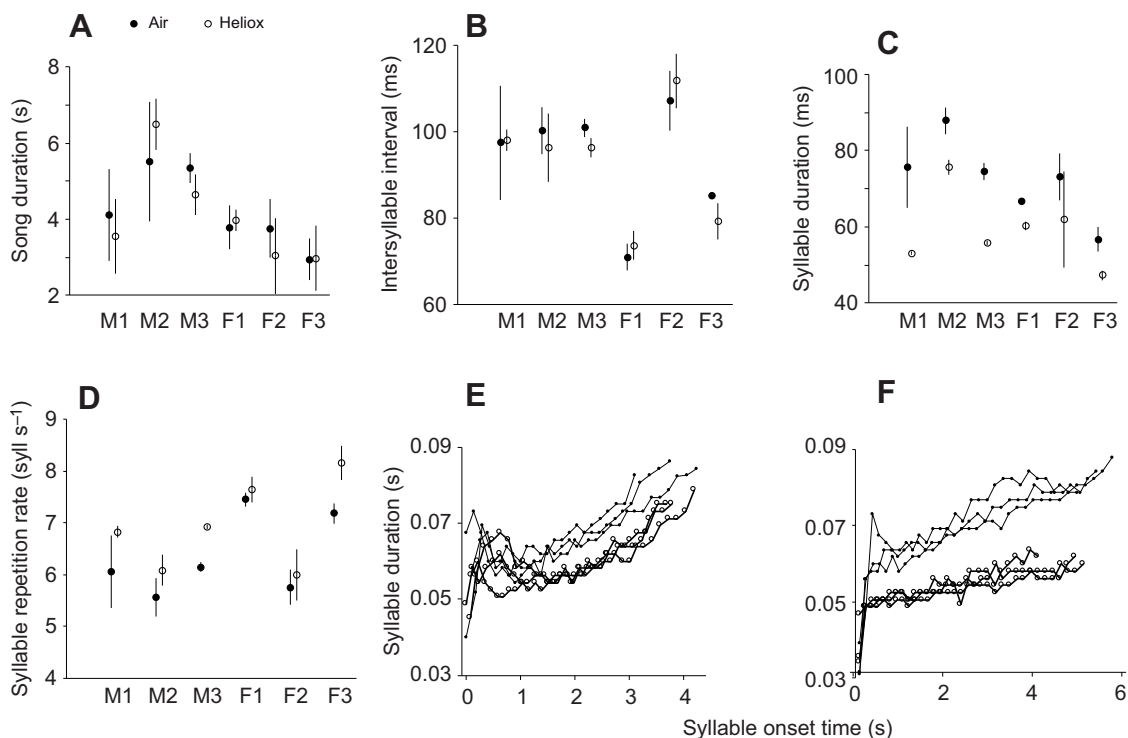 A
Air
Heliox
Song duration (s)
8
6
4
2
M1 M2 M3 F1 F2 F3
B
Intersyllable interval (ms)
120
100
80
60
M1 M2 M3 F1 F2 F3
C
Syllable duration (ms)
100
80
60
40
M1 M2 M3 F1 F2 F3
D
Syllable repetition rate (syll s⁻¹)
9
8
7
6
5
4
M1 M2 M3 F1 F2 F3
E
Syllable duration (s)
0.09
0.07
0.05
0.03
0 1 2 3 4
F
0.09
0.07
0.05
0.03
0 2 4 6
Syllable onset time (s)